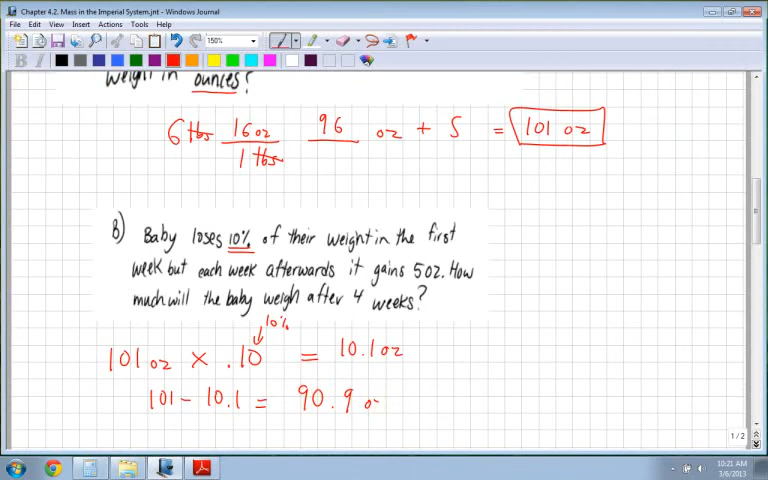 Chapter 4.2. Mass in the Imperial System.jnt - Windows Journal
File Edit View Insert Actions Tools Help
150%
B I
weight in ounces?
6 lbs 16 oz / 1 lbs 96 oz + 5 = 101 oz
B) Baby loses 10% of their weight in the first
week but each week afterwards it gains 5 oz. How
much will the baby weigh after 4 weeks?
10%
101 oz × .10 = 10.1 oz
101 - 10.1 = 90.9 o
1 / 2
10:21 AM
3/6/2013